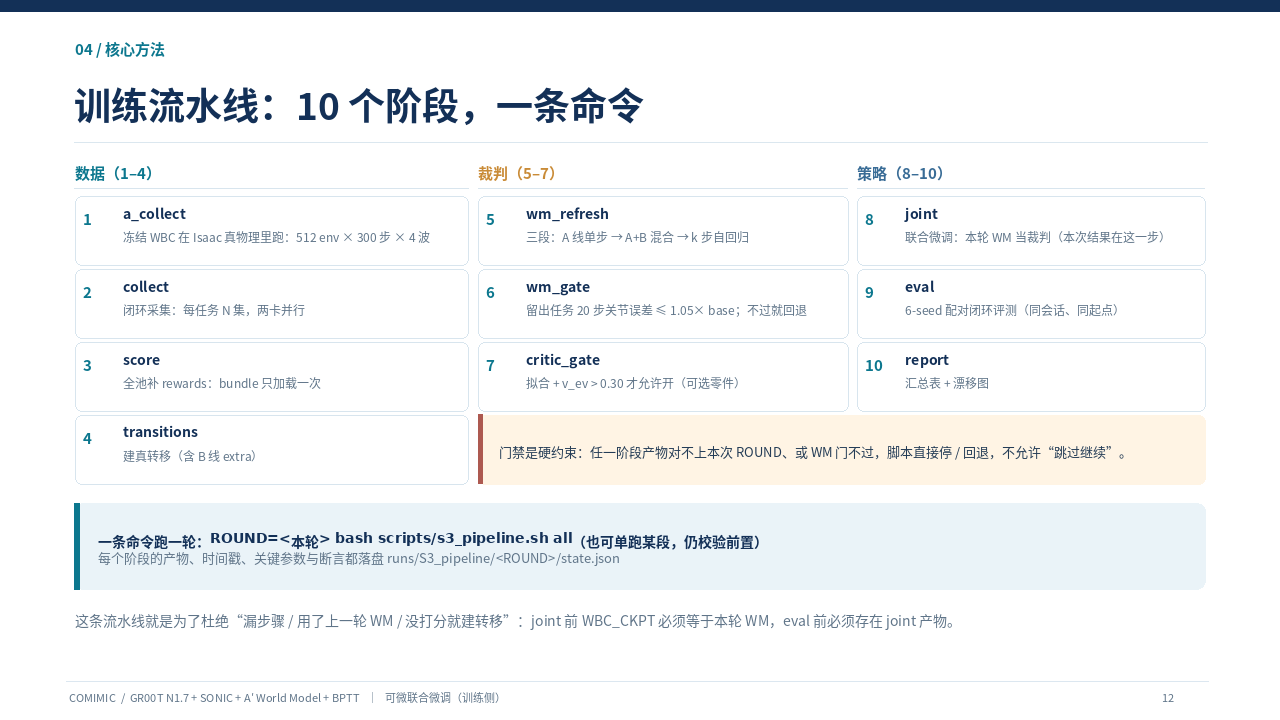 04 / 核心方法
训练流水线：10 个阶段，一条命令
数据（1–4）
1
a_collect
冻结 WBC 在 Isaac 真物理里跑：512 env × 300 步 × 4 波
2
collect
闭环采集：每任务 N 集，两卡并行
3
score
全池补 rewards：bundle 只加载一次
4
transitions
建真转移（含 B 线 extra）
裁判（5–7）
5
wm_refresh
三段：A 线单步 → A+B 混合 → k 步自回归
6
wm_gate
留出任务 20 步关节误差 ≤ 1.05× base；不过就回退
7
critic_gate
拟合 + v_ev > 0.30 才允许开（可选零件）
策略（8–10）
8
joint
联合微调：本轮 WM 当裁判（本次结果在这一步）
9
eval
6-seed 配对闭环评测（同会话、同起点）
10
report
汇总表 + 漂移图
门禁是硬约束：任一阶段产物对不上本次 ROUND、或 WM 门不过，脚本直接停 / 回退，不允许“跳过继续”。
一条命令跑一轮：ROUND=<本轮> bash scripts/s3_pipeline.sh all（也可单跑某段，仍校验前置）
每个阶段的产物、时间戳、关键参数与断言都落盘 runs/S3_pipeline/<ROUND>/state.json
这条流水线就是为了杜绝“漏步骤 / 用了上一轮 WM / 没打分就建转移”：joint 前 WBC_CKPT 必须等于本轮 WM，eval 前必须存在 joint 产物。
COMIMIC / GR00T N1.7 + SONIC + A' World Model + BPTT ｜ 可微联合微调（训练侧）
12